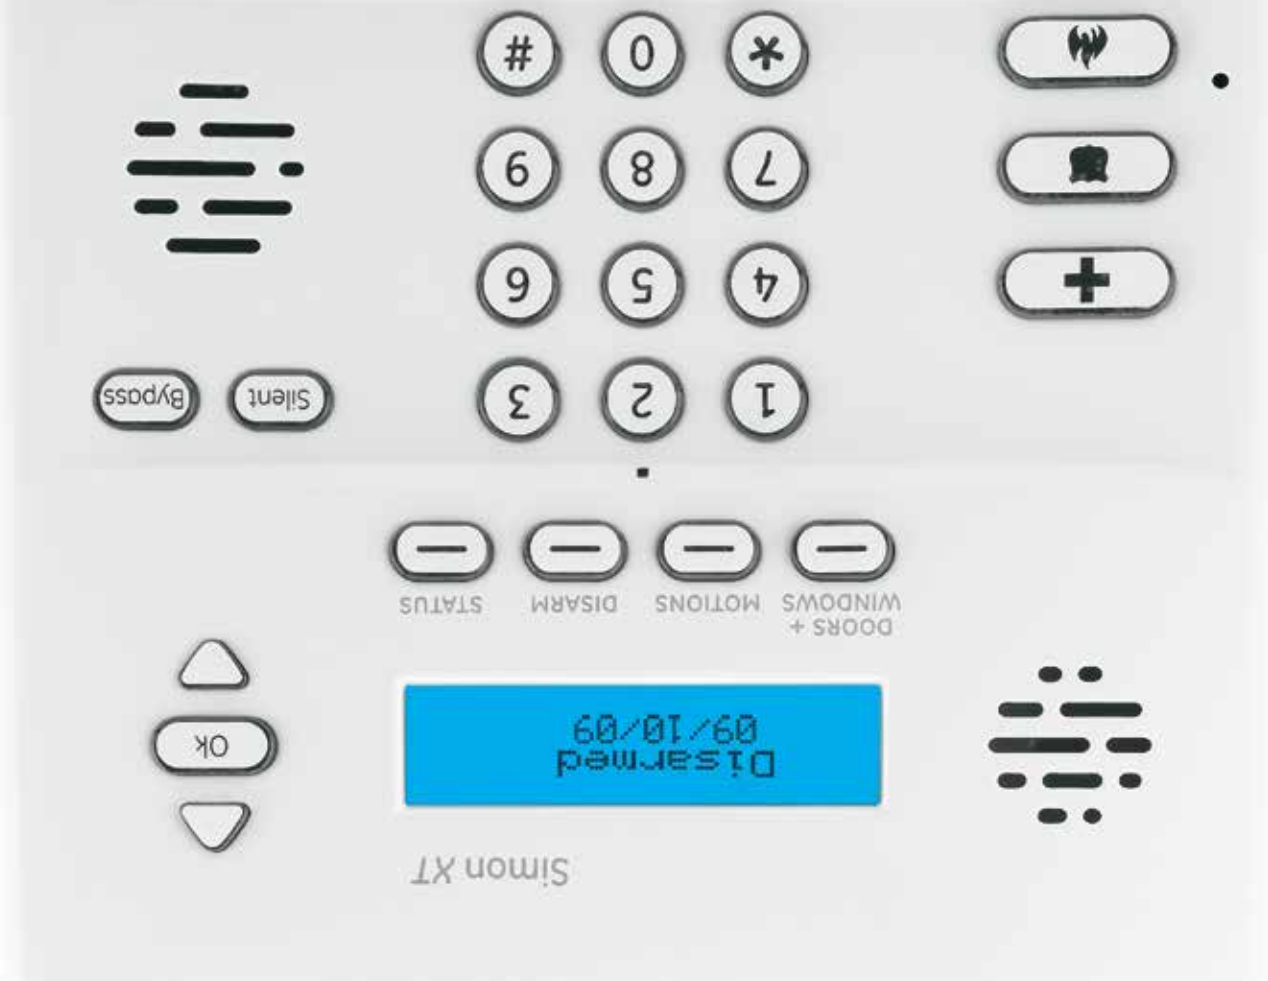 Simon XT
Disarmed
09/10/09
DOORS +
WINDOWS
MOTIONS
DISARM
STATUS
Ok
1
2
3
Silent
Bypass
4
5
6
7
8
9
*
0
#